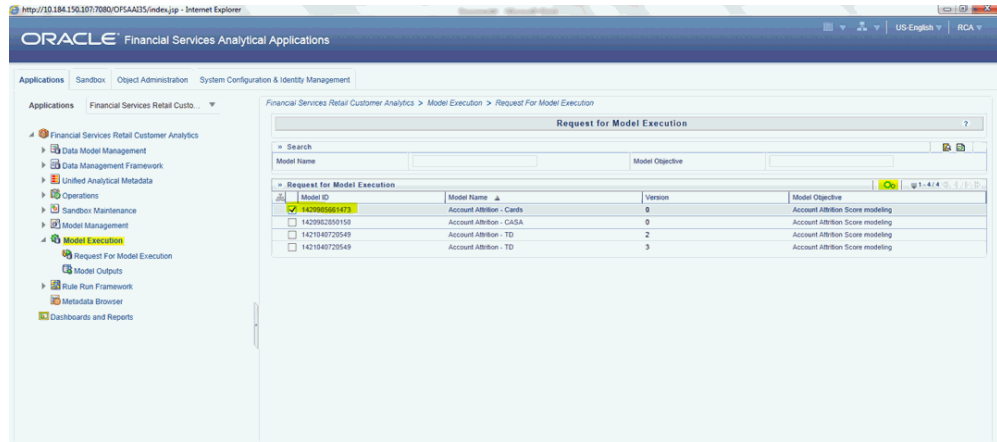 http://10.184.150.107:7080/OFSAAI35/index.jsp - Internet Explorer
ORACLE Financial Services Analytical Applications
US-English
RCA
Applications Sandbox Object Administration System Configuration & Identity Management
Applications Financial Services Retail Custo...
Financial Services Retail Customer Analytics
Data Model Management
Data Management Framework
Unified Analytical Metadata
Operations
Sandbox Maintenance
Model Management
Model Execution
Request For Model Execution
Model Outputs
Rule Run Framework
Metadata Browser
Dashboards and Reports
Financial Services Retail Customer Analytics > Model Execution > Request For Model Execution
Request for Model Execution ?
» Search
Model Name Model Objective
» Request for Model Execution 1-4/4
Model ID Model Name Version Model Objective
1429985661473 Account Attrition - Cards 0 Account Attrition Score modeling
1429982850150 Account Attrition - CASA 0 Account Attrition Score modeling
1421040720549 Account Attrition - TD 2 Account Attrition Score modeling
1421040720549 Account Attrition - TD 3 Account Attrition Score modeling